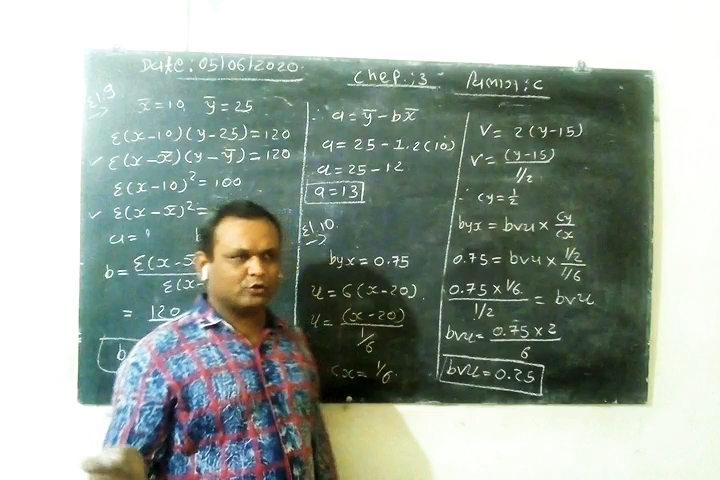 Date: 05/06/2020.
Chep.: 3
વિભાગ: C
દા.9
x̄ = 10, ȳ = 25
Σ(x-10)(y-25) = 120
✓ Σ(x-x̄)(y-ȳ) = 120
Σ(x-10)² = 100
✓ Σ(x-x̄)² =
a = ?
b = Σ(x-x̄
Σ(x-
= 120
b
∴ a = ȳ - bx̄
a = 25 - 1.2(10)
a = 25 - 12
a = 13
દા.10.
byx = 0.75
u = 6(x-20).
u = (x-20)
1/6
cx = 1/6.
V = 2(y-15)
V = (y-15)
1/2
∴ cy = 1/2
byx = bvu × cy/cx
0.75 = bvu × 1/2 / 1/6
0.75 × 1/6 / 1/2 = bvu
bvu = 0.75 × 2 / 6
bvu = 0.25